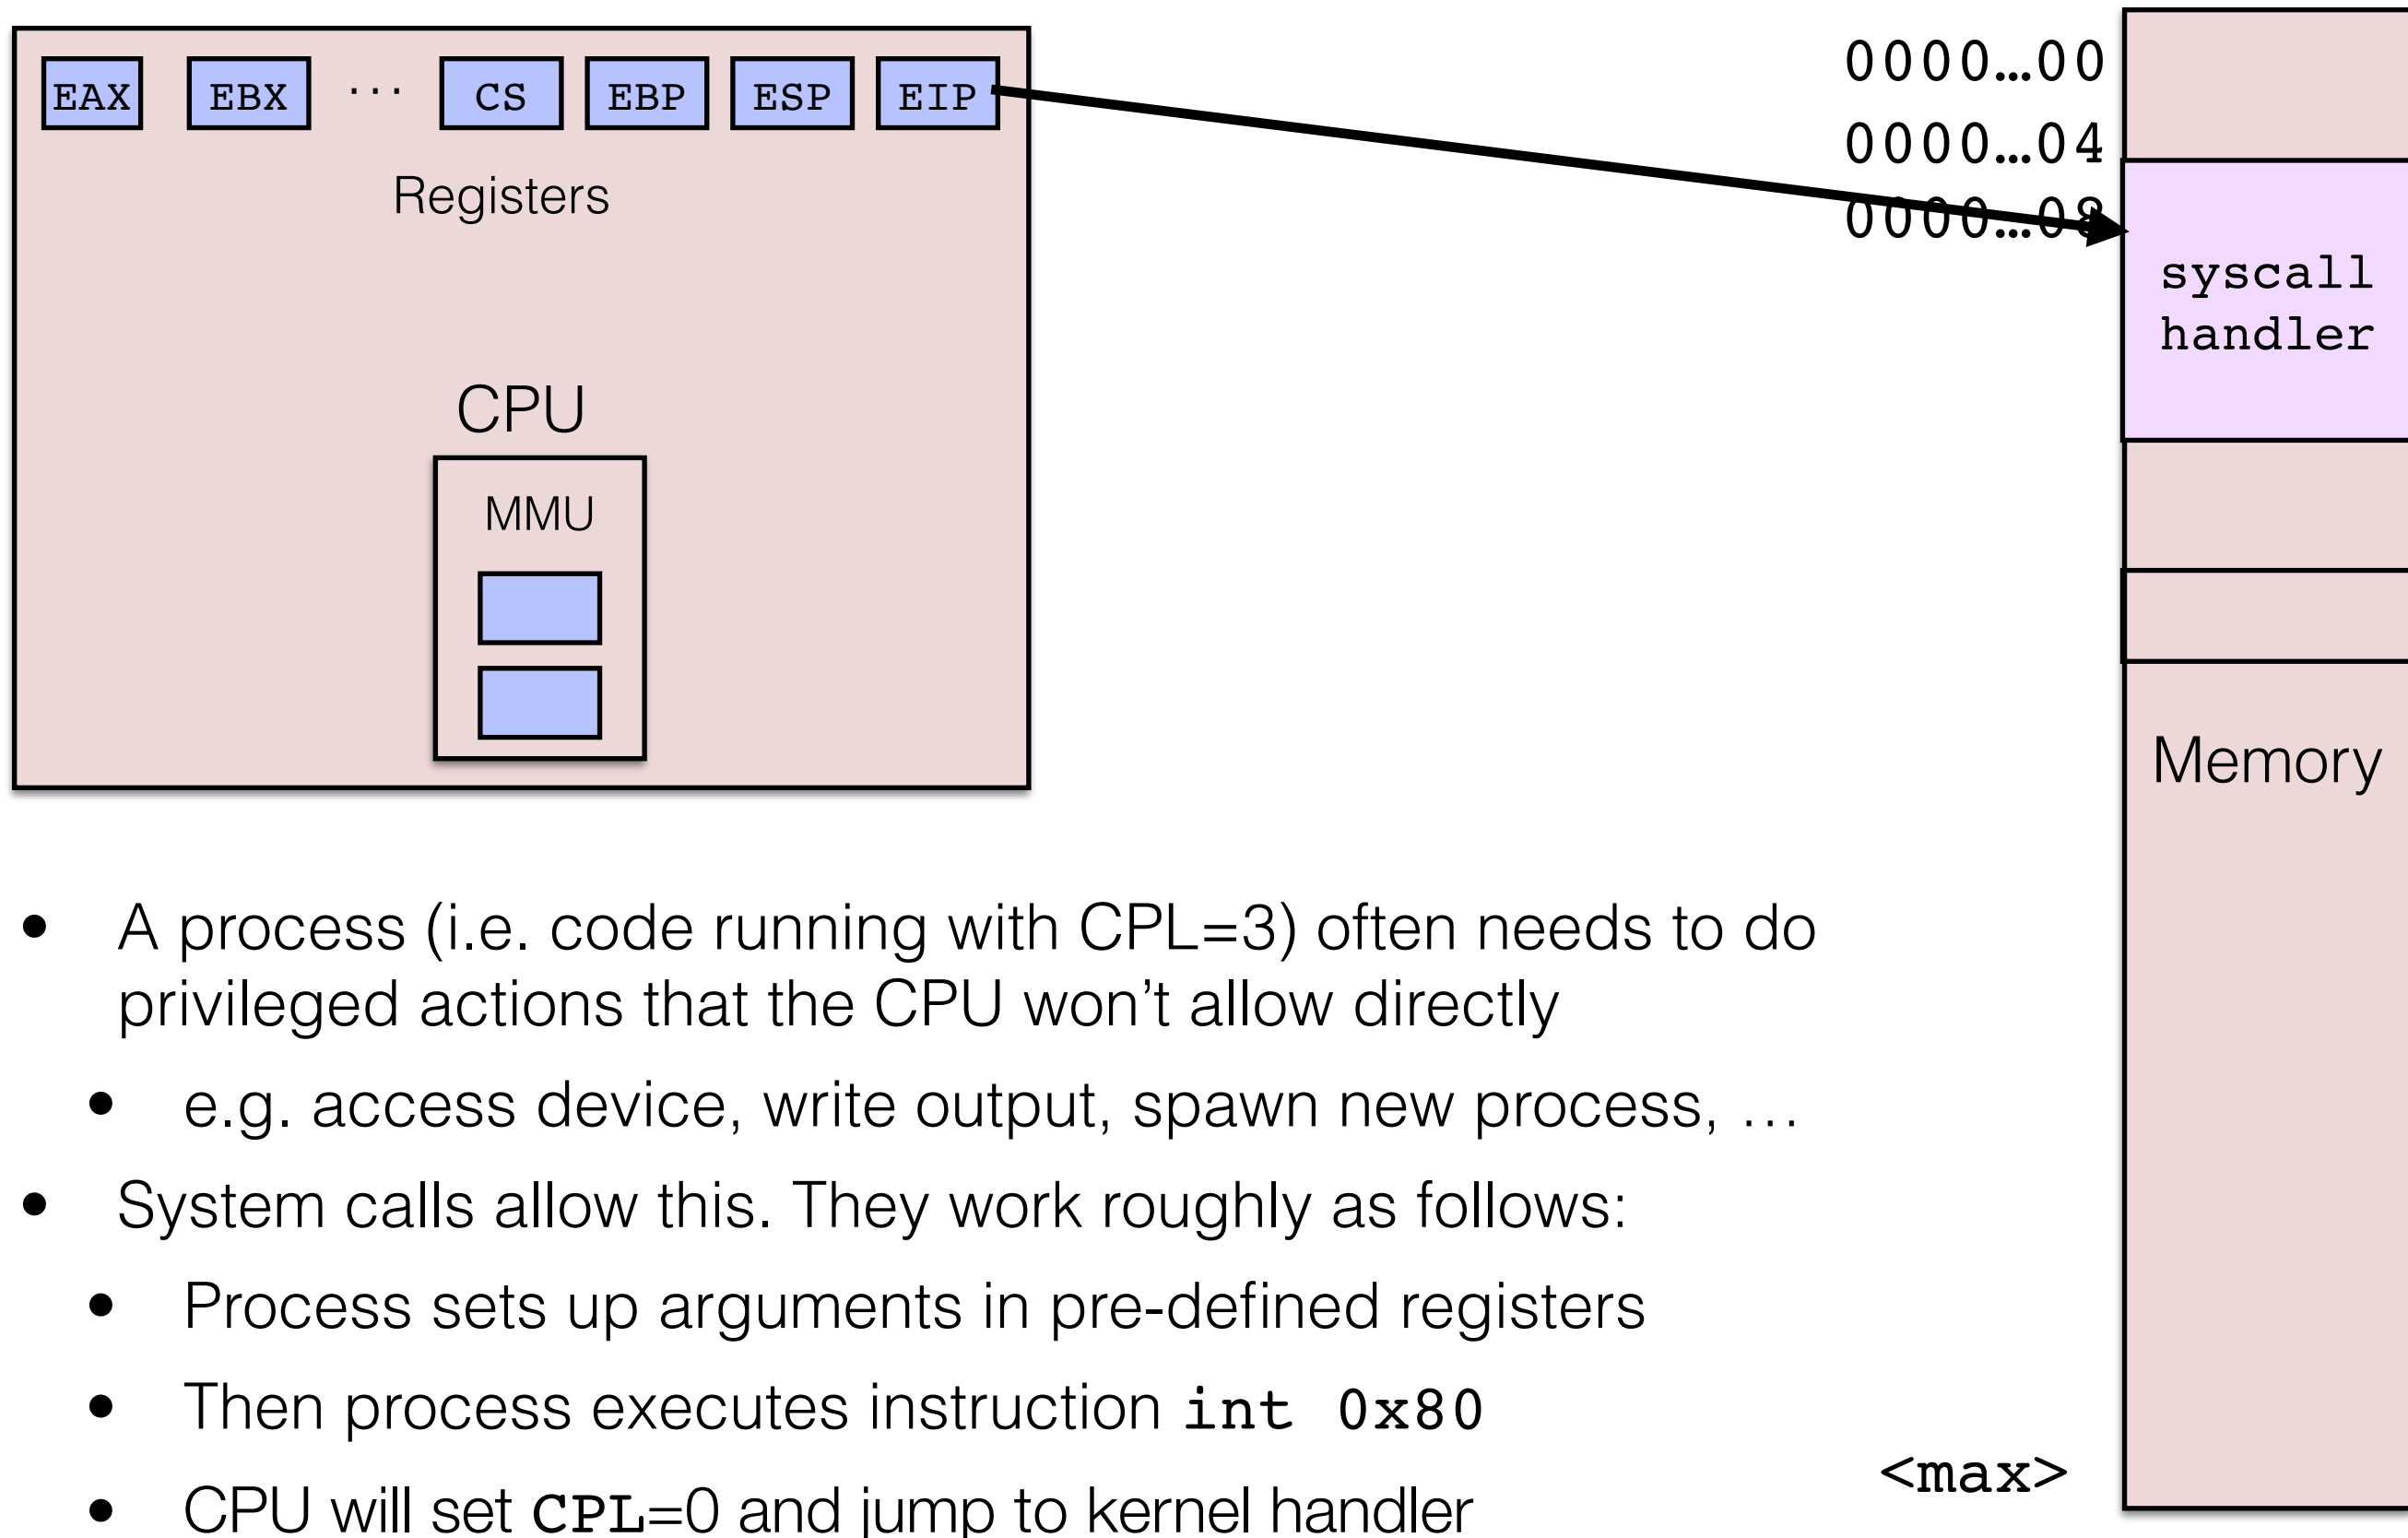 EAX EBX ... CS EBP ESP EIP
Registers
CPU
MMU
0000...00
0000...04
0000...08
syscall
handler
Memory
<max>
• A process (i.e. code running with CPL=3) often needs to do
privileged actions that the CPU won't allow directly
• e.g. access device, write output, spawn new process, ...
• System calls allow this. They work roughly as follows:
• Process sets up arguments in pre-defined registers
• Then process executes instruction int 0x80
• CPU will set CPL=0 and jump to kernel handler